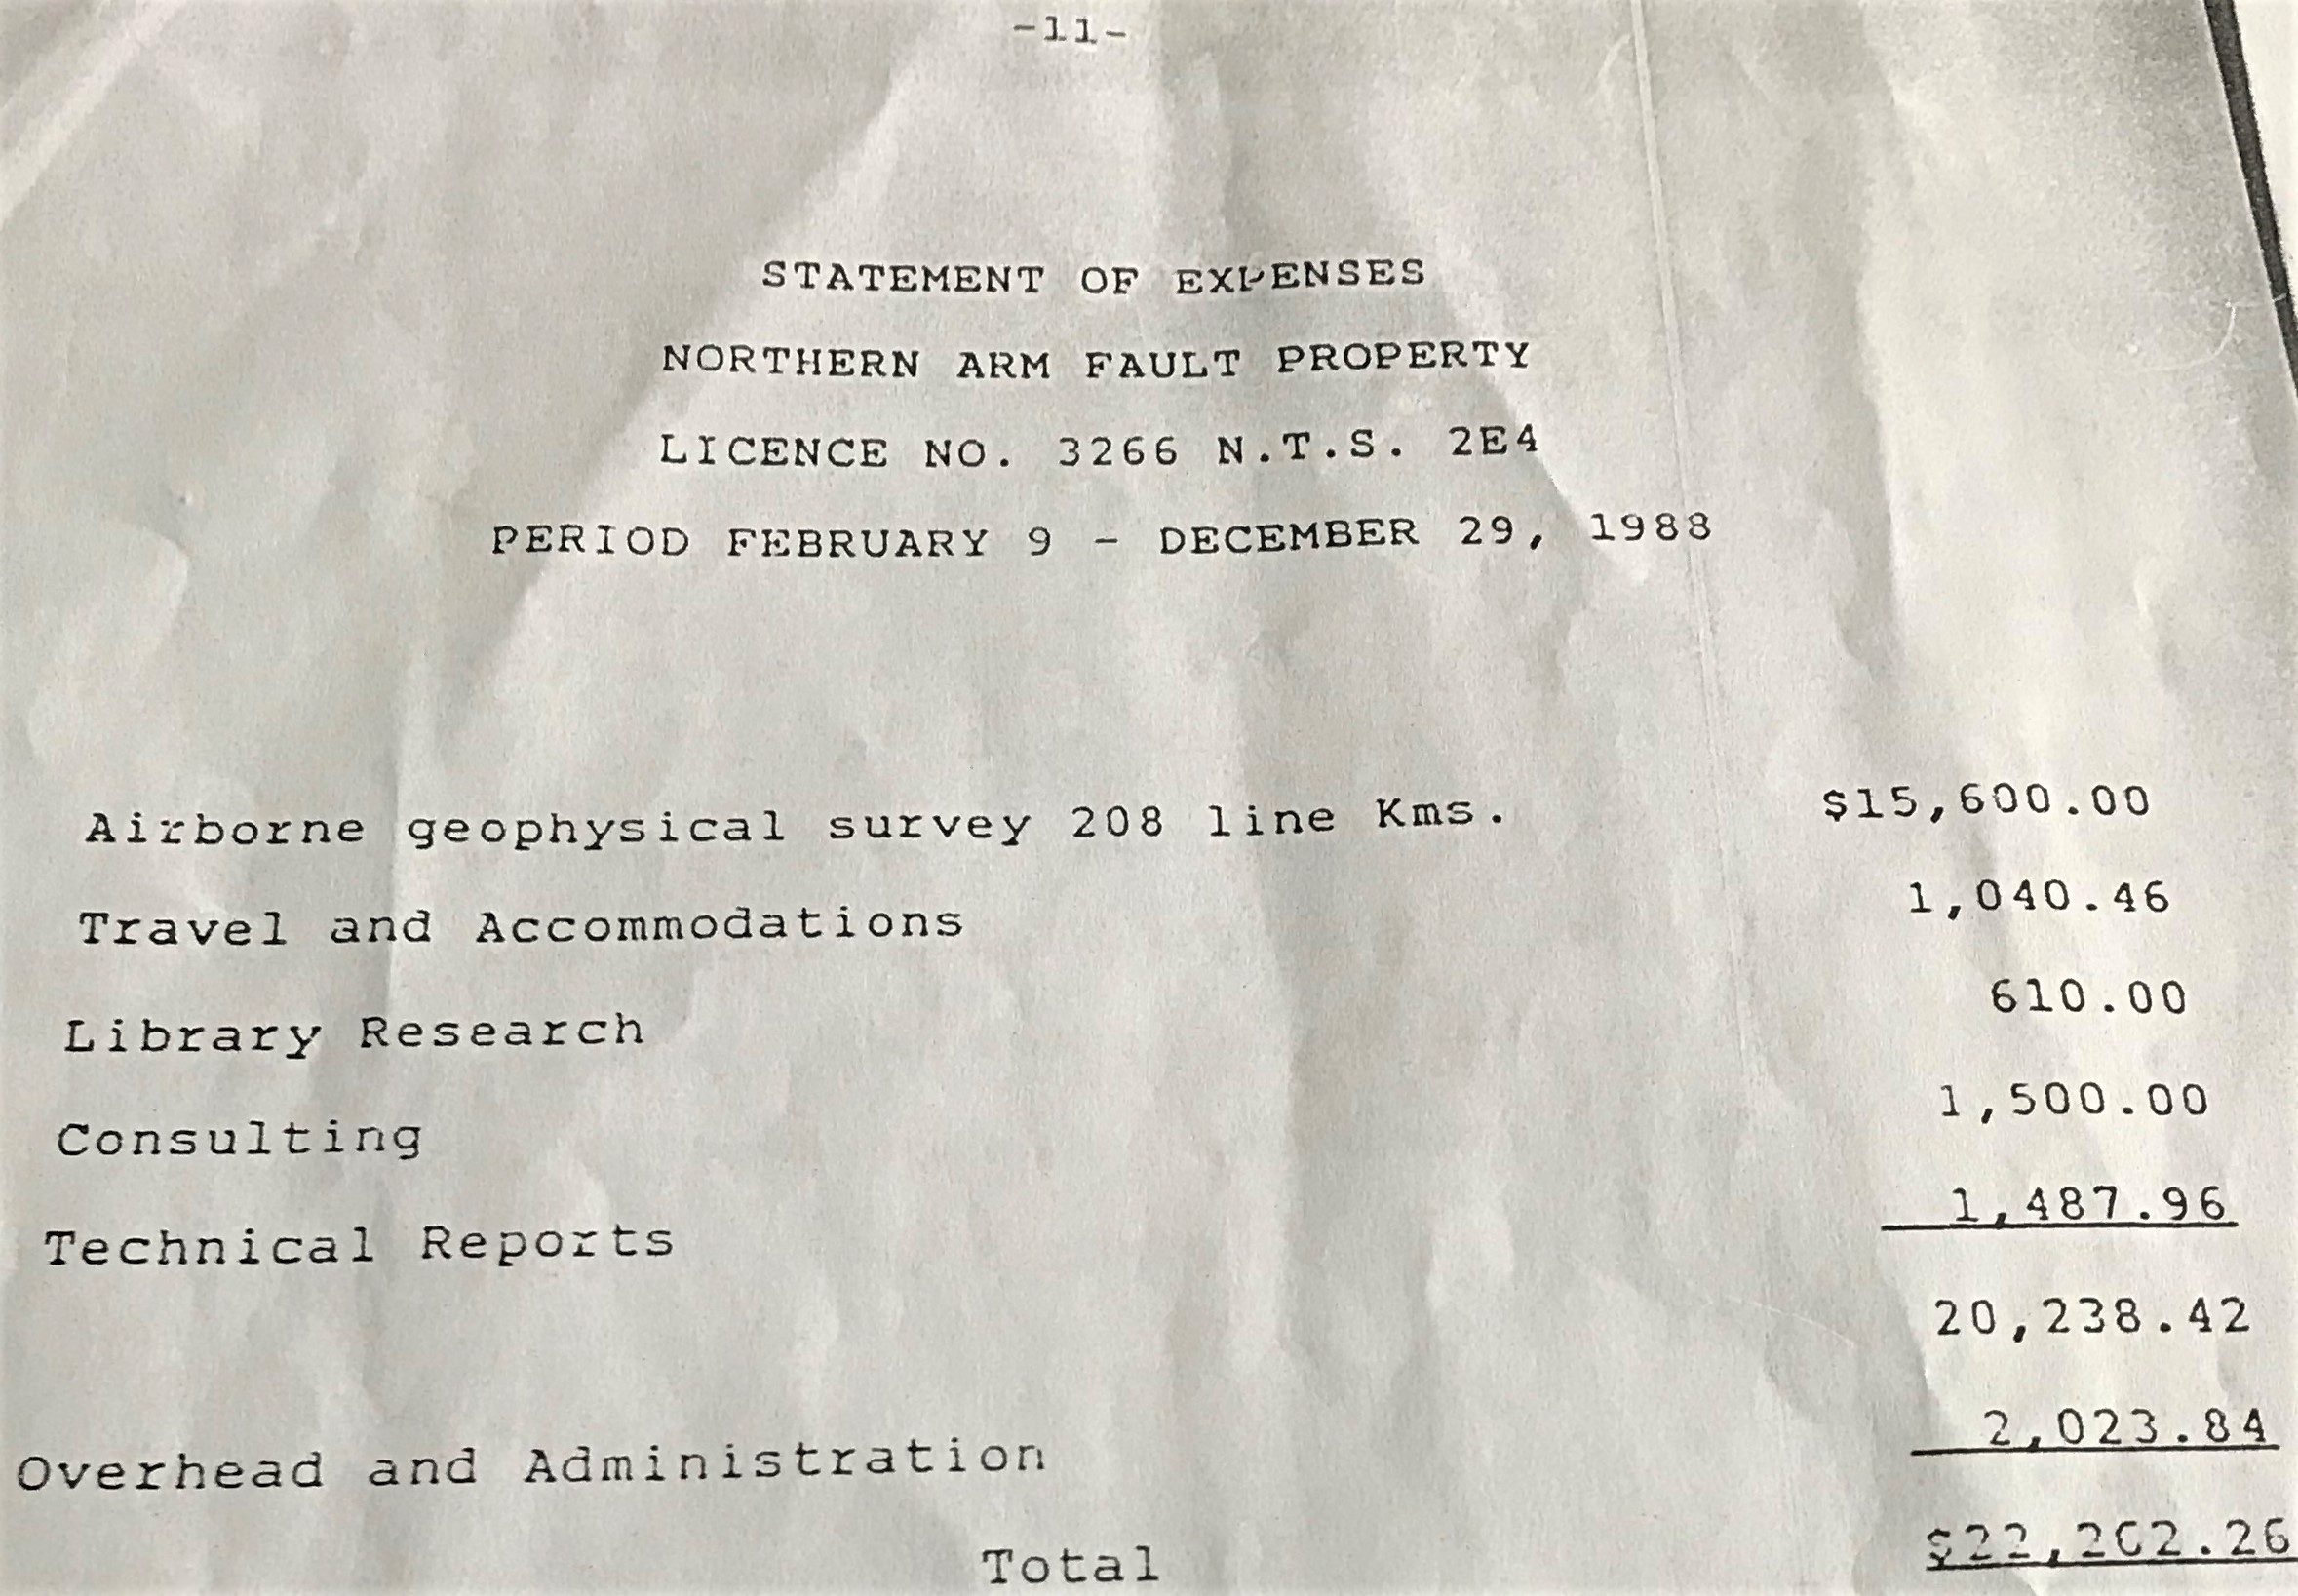 -11-
STATEMENT OF EXPENSES
NORTHERN ARM FAULT PROPERTY
LICENCE NO. 3266 N.T.S. 2E4
PERIOD FEBRUARY 9 - DECEMBER 29, 1988
Airborne geophysical survey 208 line Kms. $15,600.00
Travel and Accommodations 1,040.46
Library Research 610.00
Consulting 1,500.00
Technical Reports 1,487.96
20,238.42
Overhead and Administration 2,023.84
Total $22,262.26